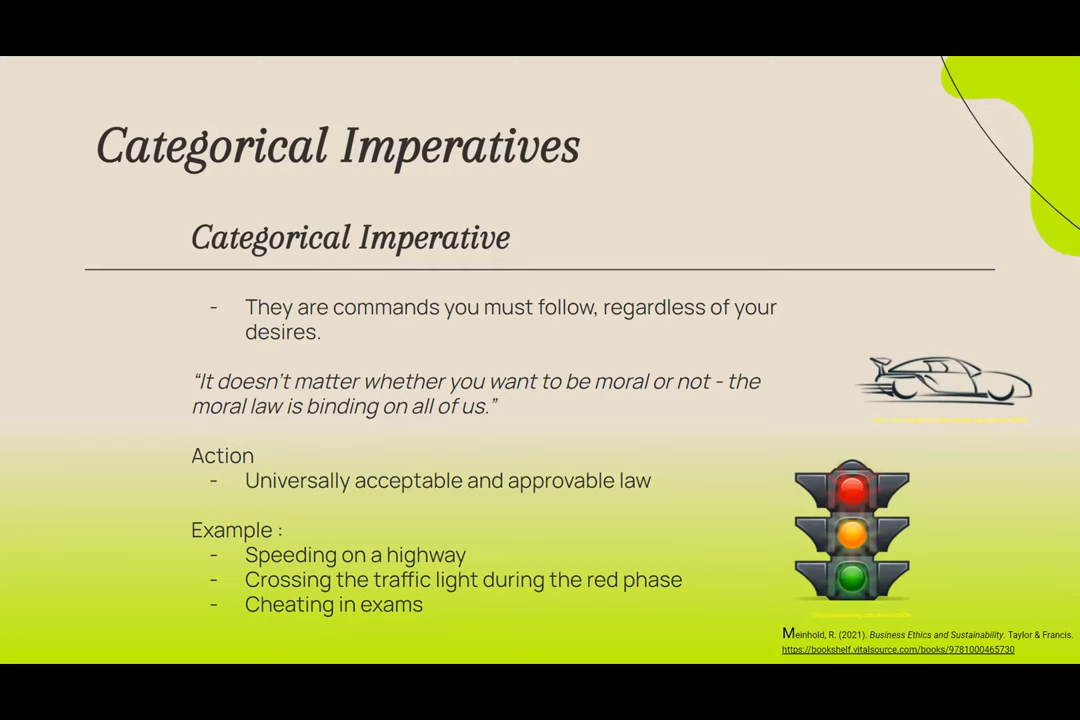 Categorical Imperatives
Categorical Imperative
- They are commands you must follow, regardless of your
desires.
“It doesn’t matter whether you want to be moral or not - the
moral law is binding on all of us.”
Action
- Universally acceptable and approvable law
Example :
- Speeding on a highway
- Crossing the traffic light during the red phase
- Cheating in exams
Meinhold, R. (2021). Business Ethics and Sustainability. Taylor & Francis.
https://bookshelf.vitalsource.com/books/9781000465730